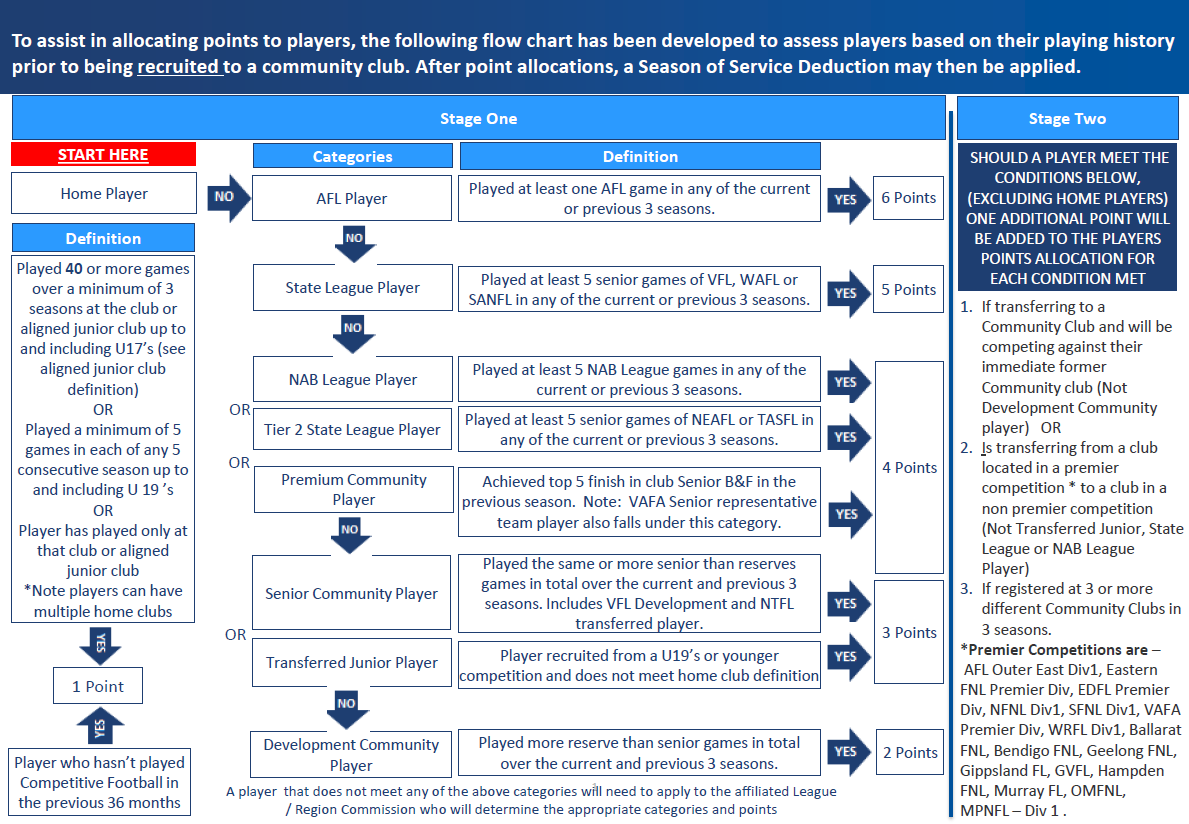 To assist in allocating points to players, the following flow chart has been developed to assess players based on their playing history
prior to being recruited to a community club. After point allocations, a Season of Service Deduction may then be applied.
Stage One
START HERE
Home Player
Definition
Played 40 or more games
over a minimum of 3
seasons at the club or
aligned junior club up to
and including U17's (see
aligned junior club
definition)
OR
Played a minimum of 5
games in each of any 5
consecutive season up to
and including U 19 's
OR
Player has played only at
that club or aligned
junior club
*Note players can have
multiple home clubs
YES
1 Point
YES
Player who hasn't played
Competitive Football in
the previous 36 months
NO
Categories
Definition
AFL Player
Played at least one AFL game in any of the current
or previous 3 seasons.
YES
6 Points
NO
State League Player
Played at least 5 senior games of VFL, WAFL or
SANFL in any of the current or previous 3 seasons.
YES
5 Points
NO
NAB League Player
Played at least 5 NAB League games in any of the
current or previous 3 seasons.
YES
OR
Tier 2 State League Player
Played at least 5 senior games of NEAFL or TASFL in
any of the current or previous 3 seasons.
YES
4 Points
OR
Premium Community
Player
Achieved top 5 finish in club Senior B&F in the
previous season. Note: VAFA Senior representative
team player also falls under this category.
YES
NO
Senior Community Player
Played the same or more senior than reserves
games in total over the current and previous 3
seasons. Includes VFL Development and NTFL
transferred player.
YES
3 Points
OR
Transferred Junior Player
Player recruited from a U19's or younger
competition and does not meet home club definition
YES
NO
Development Community
Player
Played more reserve than senior games in total
over the current and previous 3 seasons.
YES
2 Points
A player that does not meet any of the above categories will need to apply to the affiliated League
/ Region Commission who will determine the appropriate categories and points
Stage Two
SHOULD A PLAYER MEET THE
CONDITIONS BELOW,
(EXCLUDING HOME PLAYERS)
ONE ADDITIONAL POINT WILL
BE ADDED TO THE PLAYERS
POINTS ALLOCATION FOR
EACH CONDITION MET
1. If transferring to a
Community Club and will be
competing against their
immediate former
Community club (Not
Development Community
player) OR
2. Is transferring from a club
located in a premier
competition * to a club in a
non premier competition
(Not Transferred Junior, State
League or NAB League
Player)
3. If registered at 3 or more
different Community Clubs in
3 seasons.
*Premier Competitions are –
AFL Outer East Div1, Eastern
FNL Premier Div, EDFL Premier
Div, NFNL Div1, SFNL Div1, VAFA
Premier Div, WRFL Div1, Ballarat
FNL, Bendigo FNL, Geelong FNL,
Gippsland FL, GVFL, Hampden
FNL, Murray FL, OMFNL,
MPNFL – Div 1 .